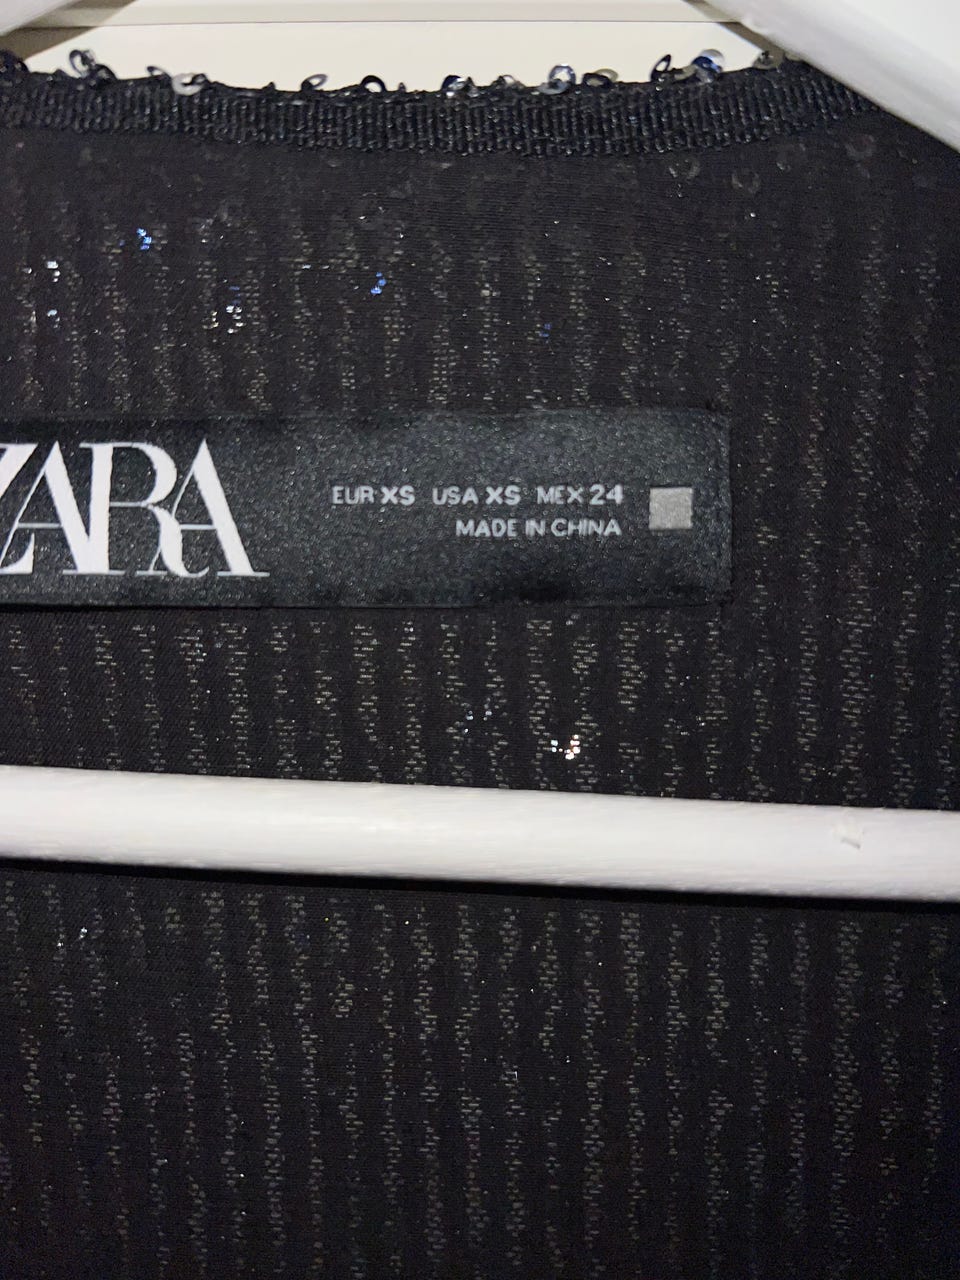 ZARA
EUR XS USA XS MEX 24
MADE IN CHINA